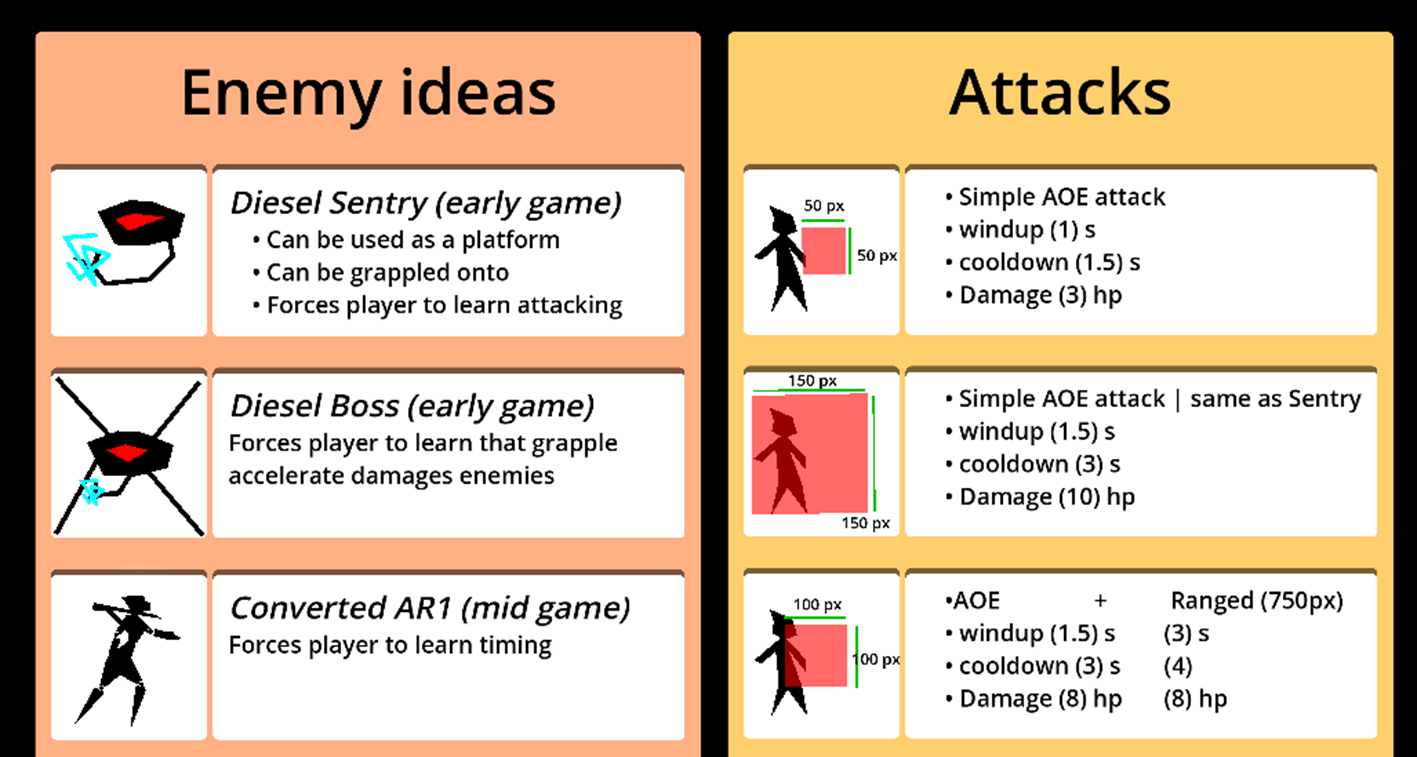 Enemy ideas
Diesel Sentry (early game)
• Can be used as a platform
• Can be grappled onto
• Forces player to learn attacking
Diesel Boss (early game)
Forces player to learn that grapple
accelerate damages enemies
Converted AR1 (mid game)
Forces player to learn timing
Attacks
50 px
50 px
• Simple AOE attack
• windup (1) s
• cooldown (1.5) s
• Damage (3) hp
150 px
150 px
• Simple AOE attack | same as Sentry
• windup (1.5) s
• cooldown (3) s
• Damage (10) hp
100 px
100 px
•AOE + Ranged (750px)
• windup (1.5) s (3) s
• cooldown (3) s (4)
• Damage (8) hp (8) hp